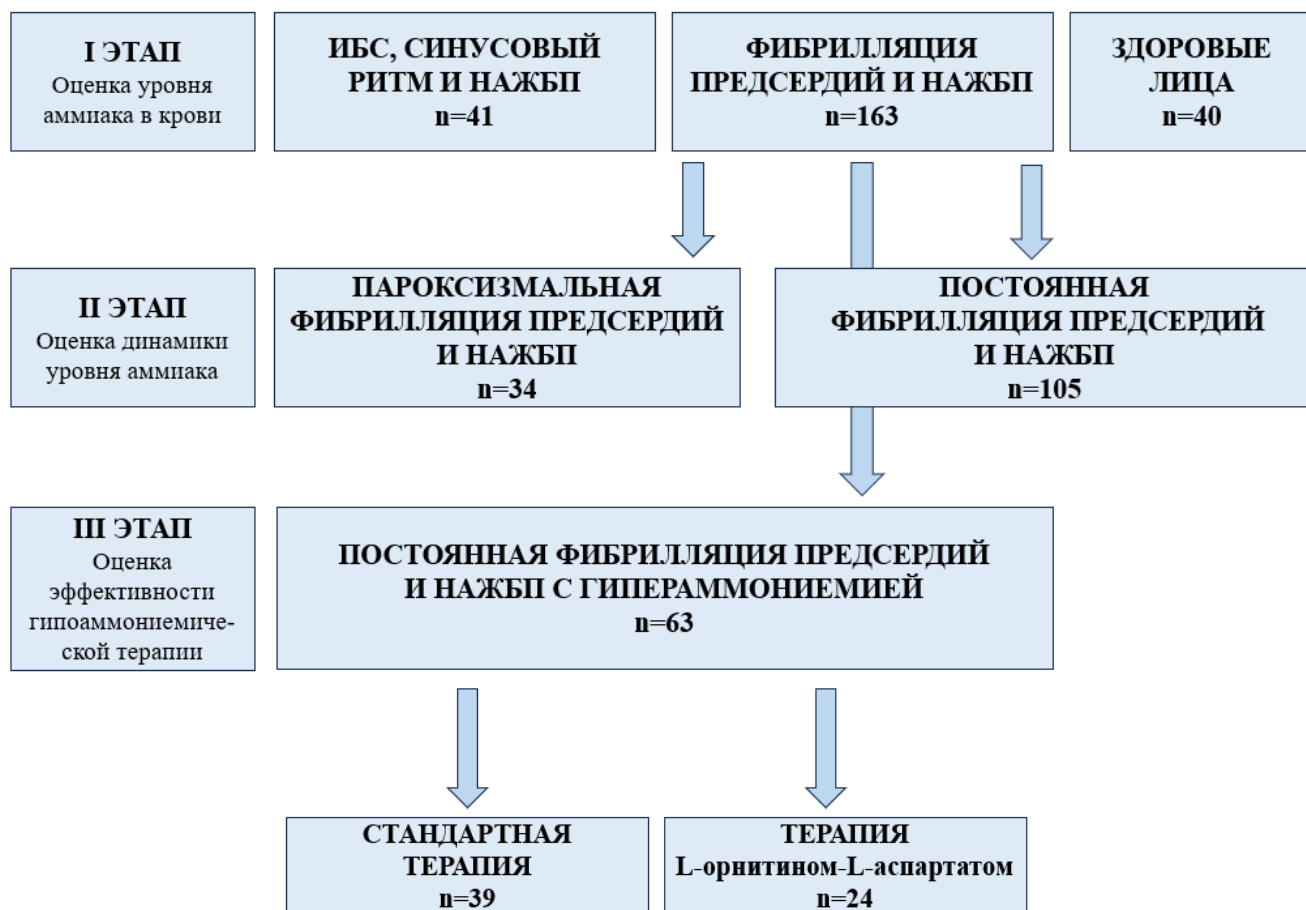 I ЭТАП
Оценка уровня
аммиака в крови
ИБС, СИНУСОВЫЙ
РИТМ И НАЖБП
n=41
ФИБРИЛЛЯЦИЯ
ПРЕДСЕРДИЙ И НАЖБП
n=163
ЗДОРОВЫЕ
ЛИЦА
n=40
II ЭТАП
Оценка динамики
уровня аммиака
ПАРОКСИЗМАЛЬНАЯ
ФИБРИЛЛЯЦИЯ ПРЕДСЕРДИЙ
И НАЖБП
n=34
ПОСТОЯННАЯ
ФИБРИЛЛЯЦИЯ ПРЕДСЕРДИЙ
И НАЖБП
n=105
III ЭТАП
Оценка
эффективности
гипоаммониемиче-
ской терапии
ПОСТОЯННАЯ ФИБРИЛЛЯЦИЯ ПРЕДСЕРДИЙ
И НАЖБП С ГИПЕРАММОНИЕМИЕЙ
n=63
СТАНДАРТНАЯ
ТЕРАПИЯ
n=39
ТЕРАПИЯ
L-орнитином-L-аспартатом
n=24